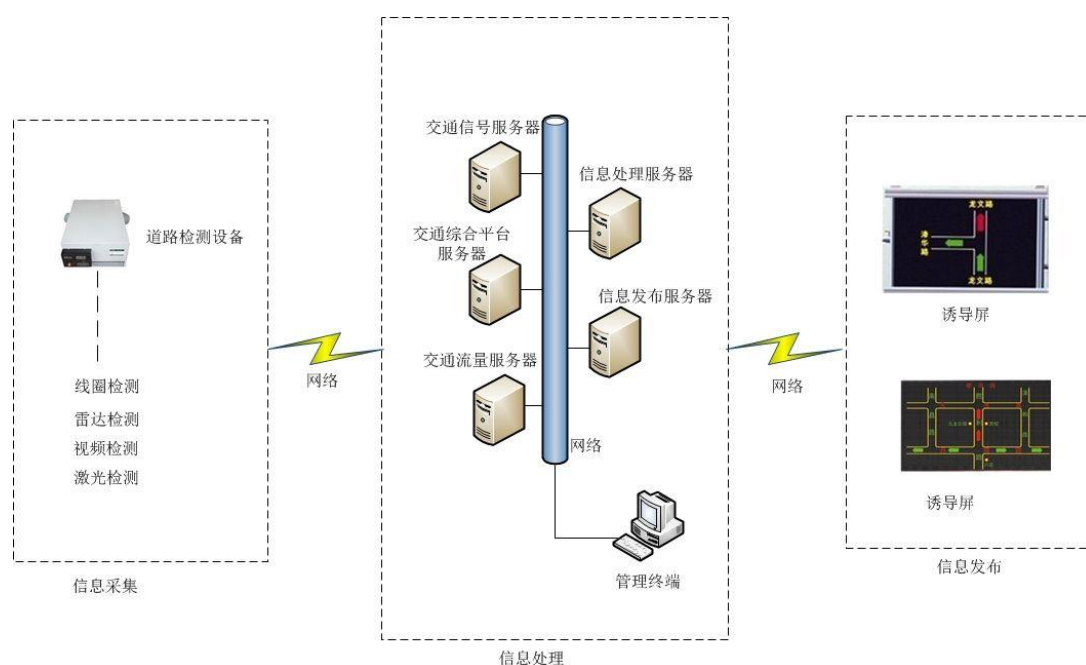 道路检测设备
线圈检测
雷达检测
视频检测
激光检测
信息采集
网络
交通信号服务器
信息处理服务器
交通综合平台
服务器
信息发布服务器
交通流量服务器
网络
管理终端
信息处理
网络
龙文路
漳华路
龙文路
诱导屏
诱导屏
信息发布